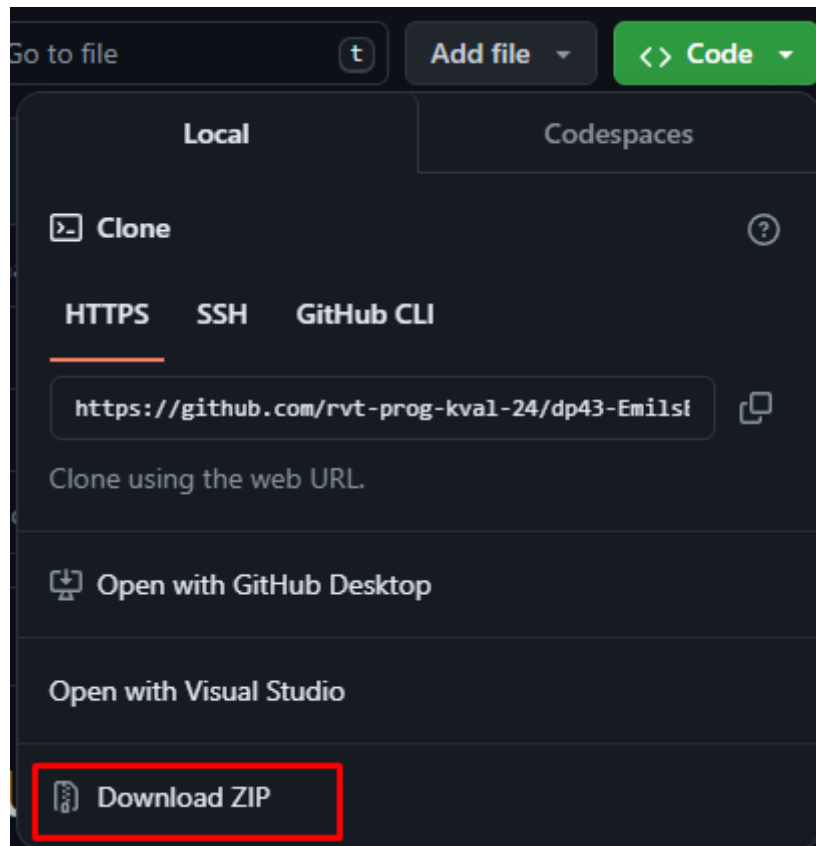 Go to file t Add file <> Code
Local Codespaces
Clone
HTTPS SSH GitHub CLI
https://github.com/rvt-prog-kval-24/dp43-Emils
Clone using the web URL.
Open with GitHub Desktop
Open with Visual Studio
Download ZIP